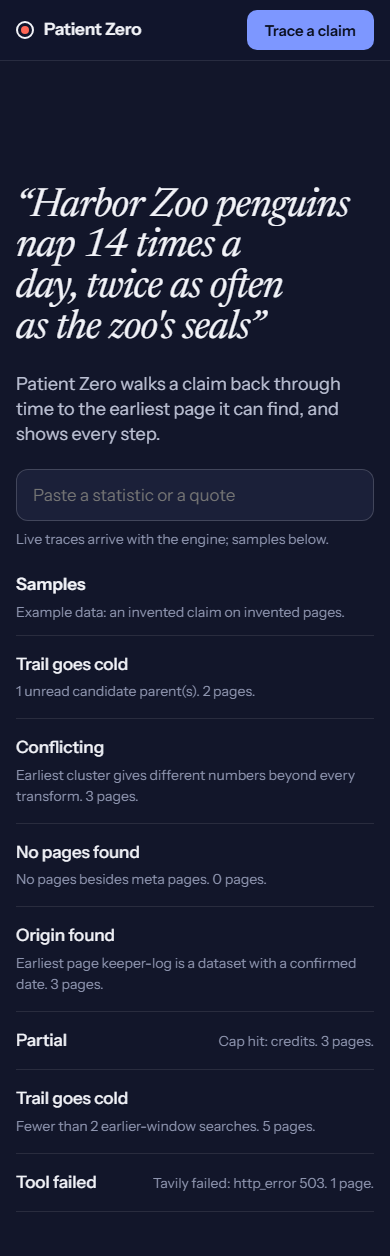 Patient Zero
Trace a claim
“Harbor Zoo penguins
nap 14 times a
day, twice as often
as the zoo's seals”
Patient Zero walks a claim back through
time to the earliest page it can find, and
shows every step.
Paste a statistic or a quote
Live traces arrive with the engine; samples below.
Samples
Example data: an invented claim on invented pages.
Trail goes cold
1 unread candidate parent(s). 2 pages.
Conflicting
Earliest cluster gives different numbers beyond every
transform. 3 pages.
No pages found
No pages besides meta pages. 0 pages.
Origin found
Earliest page keeper-log is a dataset with a confirmed
date. 3 pages.
Partial
Cap hit: credits. 3 pages.
Trail goes cold
Fewer than 2 earlier-window searches. 5 pages.
Tool failed
Tavily failed: http_error 503. 1 page.